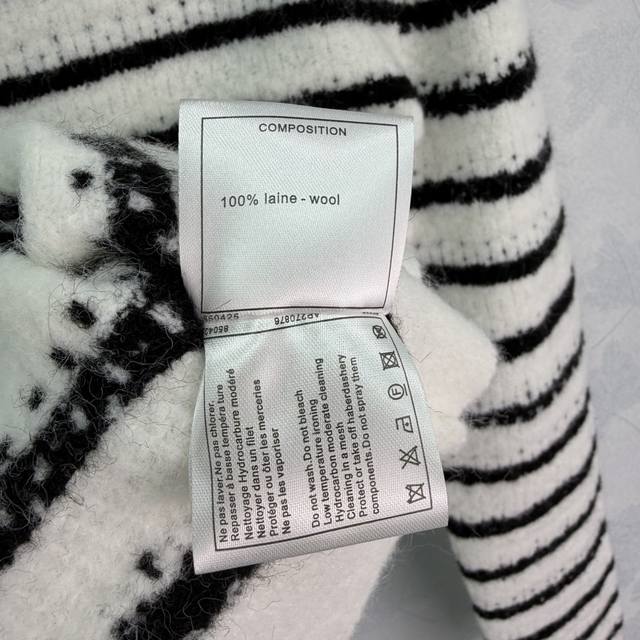 COMPOSITION
100% laine - wool
Ne pas laver.Ne pas chlorer.
Repasser à basse tempéra ture
Nettoyage Hydrocarbure modéré
Nettoyer dans un filet
Protéger ou ôter les merceries
Ne pas les vaporiser
Do not wash.Do not bleach
Low temperature ironing
Hydrocarbon moderate cleaning
Cleaning in a mesh
Protect or take off haberdashery
components.Do not spray them